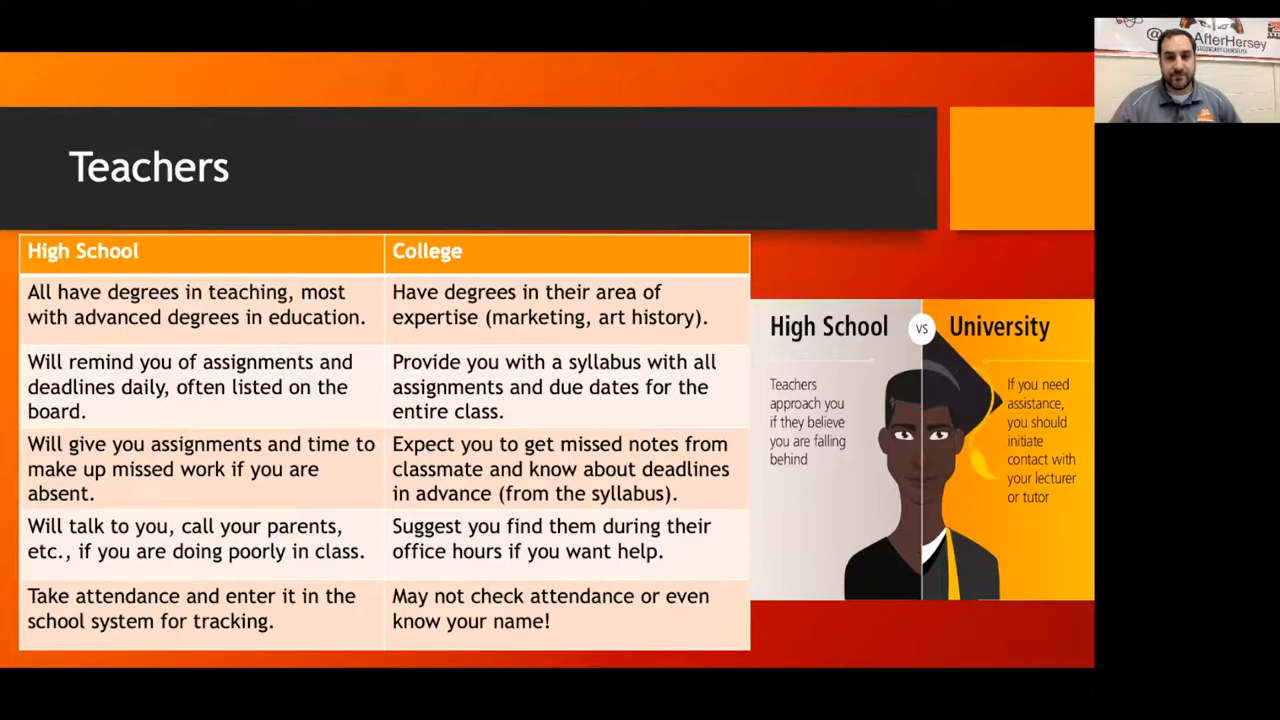 Teachers
High School
College
All have degrees in teaching, most
with advanced degrees in education.
Have degrees in their area of
expertise (marketing, art history).
Will remind you of assignments and
deadlines daily, often listed on the
board.
Provide you with a syllabus with all
assignments and due dates for the
entire class.
Will give you assignments and time to
make up missed work if you are
absent.
Expect you to get missed notes from
classmate and know about deadlines
in advance (from the syllabus).
Will talk to you, call your parents,
etc., if you are doing poorly in class.
Suggest you find them during their
office hours if you want help.
Take attendance and enter it in the
school system for tracking.
May not check attendance or even
know your name!
High School
VS
University
Teachers
approach you
if they believe
you are falling
behind
If you need
assistance,
you should
initiate
contact with
your lecturer
or tutor
AfterHersey